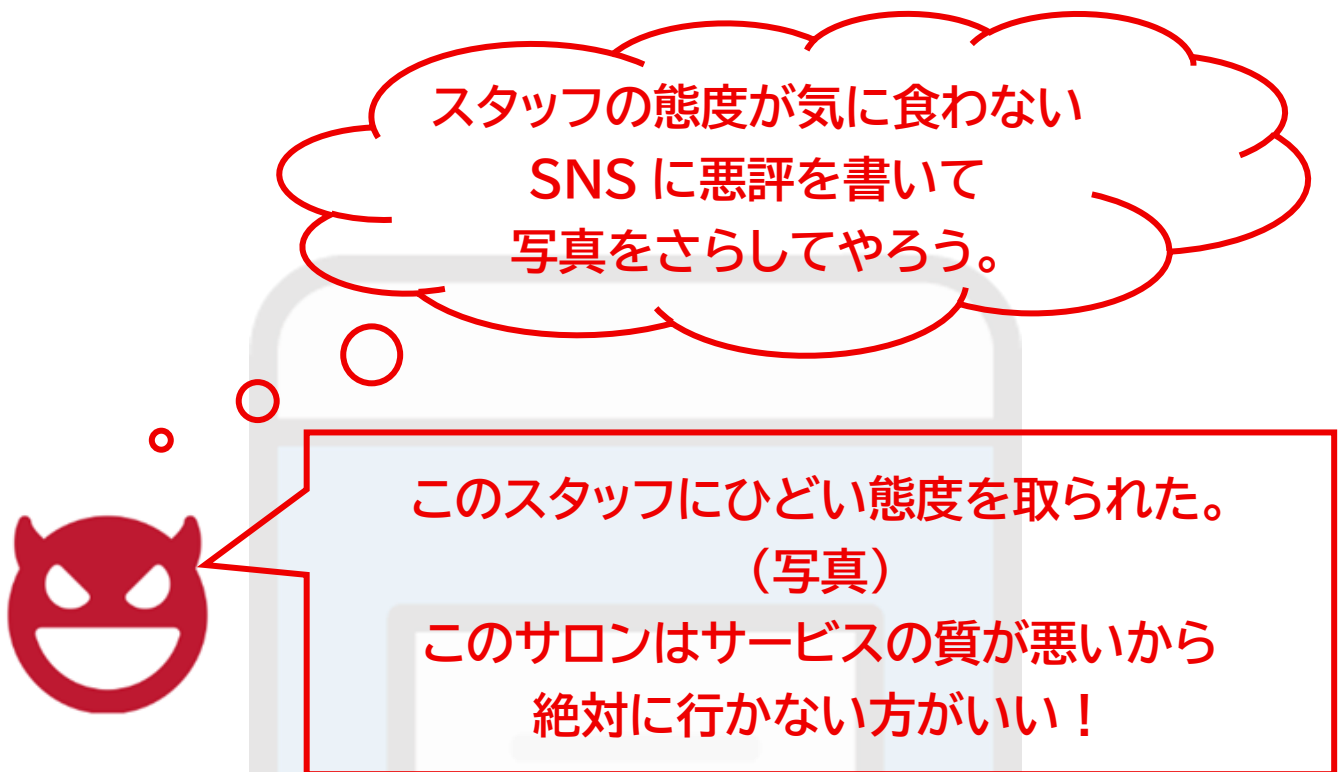 スタッフの態度が気に食わない
SNS に悪評を書いて
写真をさらしてやろう。
このスタッフにひどい態度を取られた。
（写真）
このサロンはサービスの質が悪いから
絶対に行かない方がいい！